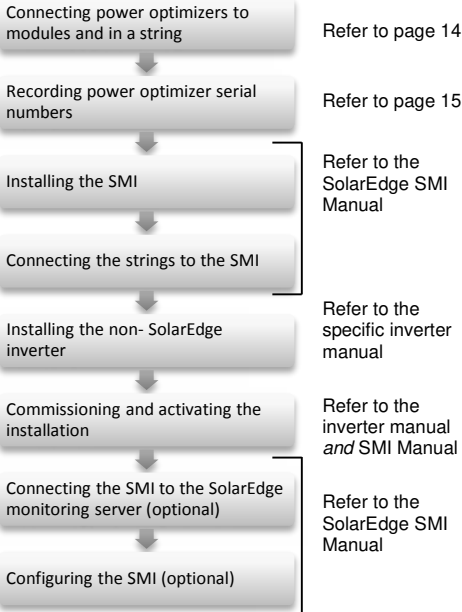 Connecting power optimizers to
modules and in a string
Refer to page 14
Recording power optimizer serial
numbers
Refer to page 15
Installing the SMI
Refer to the
SolarEdge SMI
Manual
Connecting the strings to the SMI
Installing the non- SolarEdge
inverter
Refer to the
specific inverter
manual
Commissioning and activating the
installation
Refer to the
inverter manual
and SMI Manual
Connecting the SMI to the SolarEdge
monitoring server (optional)
Refer to the
SolarEdge SMI
Manual
Configuring the SMI (optional)